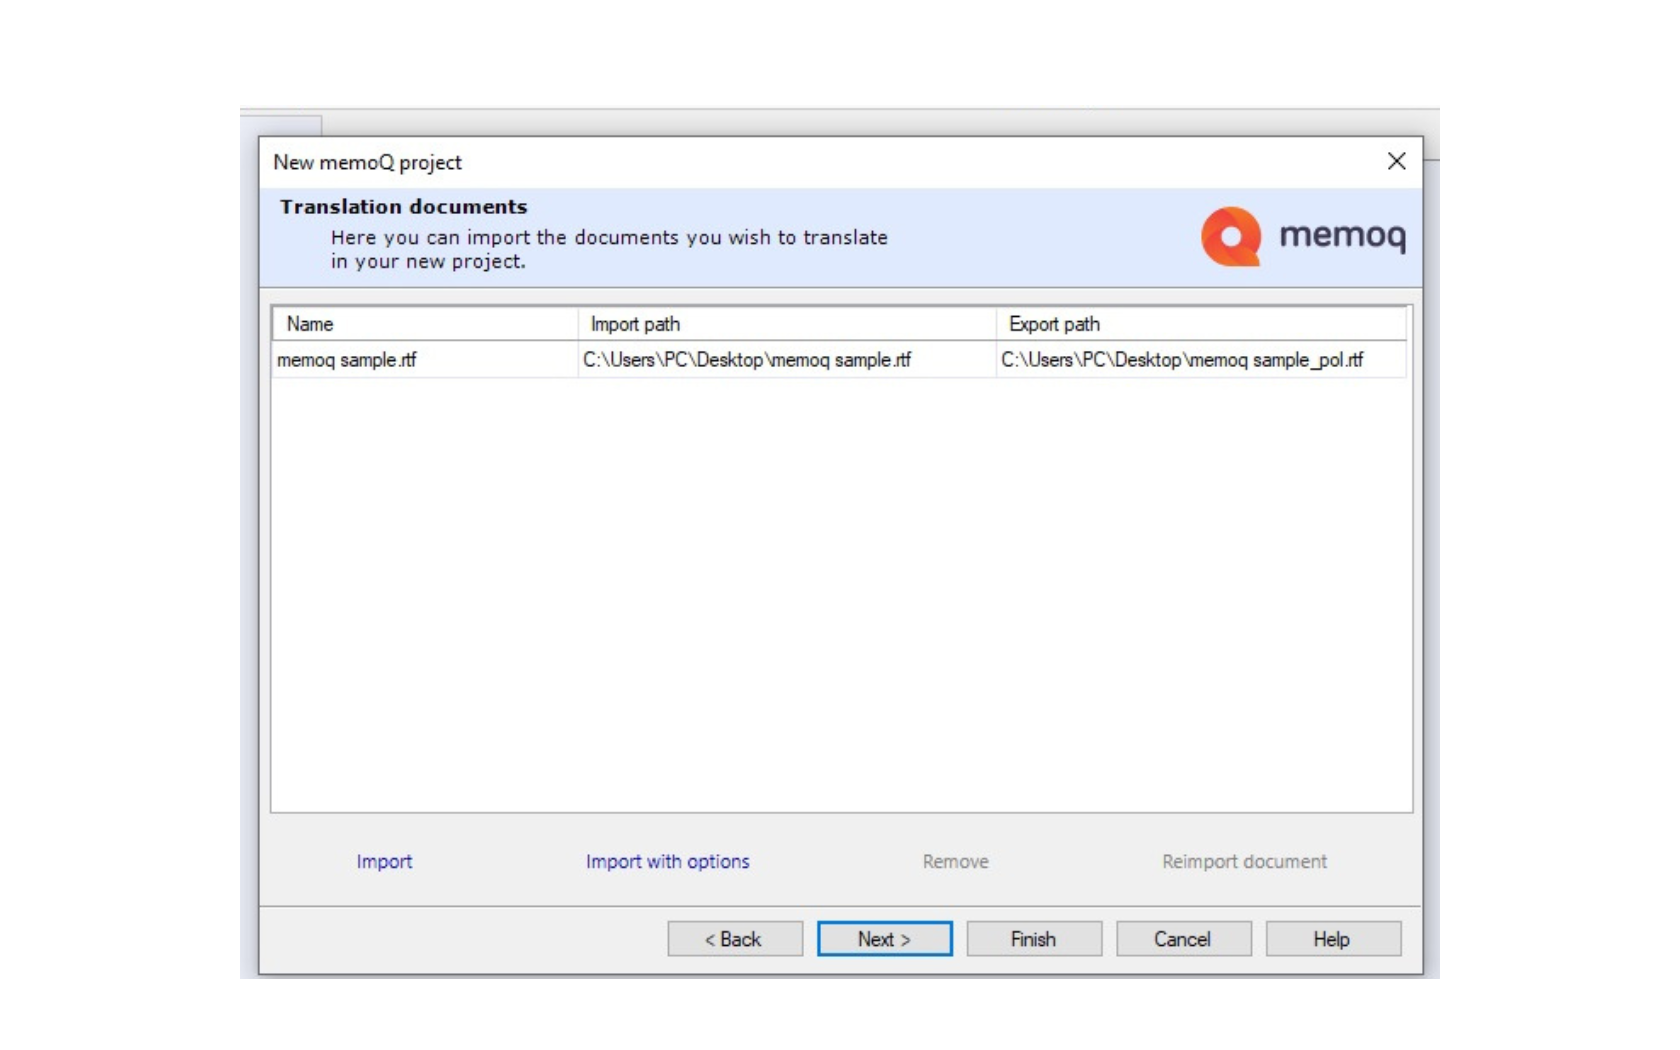 New memoQ project
Translation documents
Here you can import the documents you wish to translate
in your new project.
memoq
Name Import path Export path
memoq sample.rtf C:\Users\PC\Desktop\memoq sample.rtf C:\Users\PC\Desktop\memoq sample_pol.rtf
Import Import with options Remove Reimport document
< Back Next > Finish Cancel Help